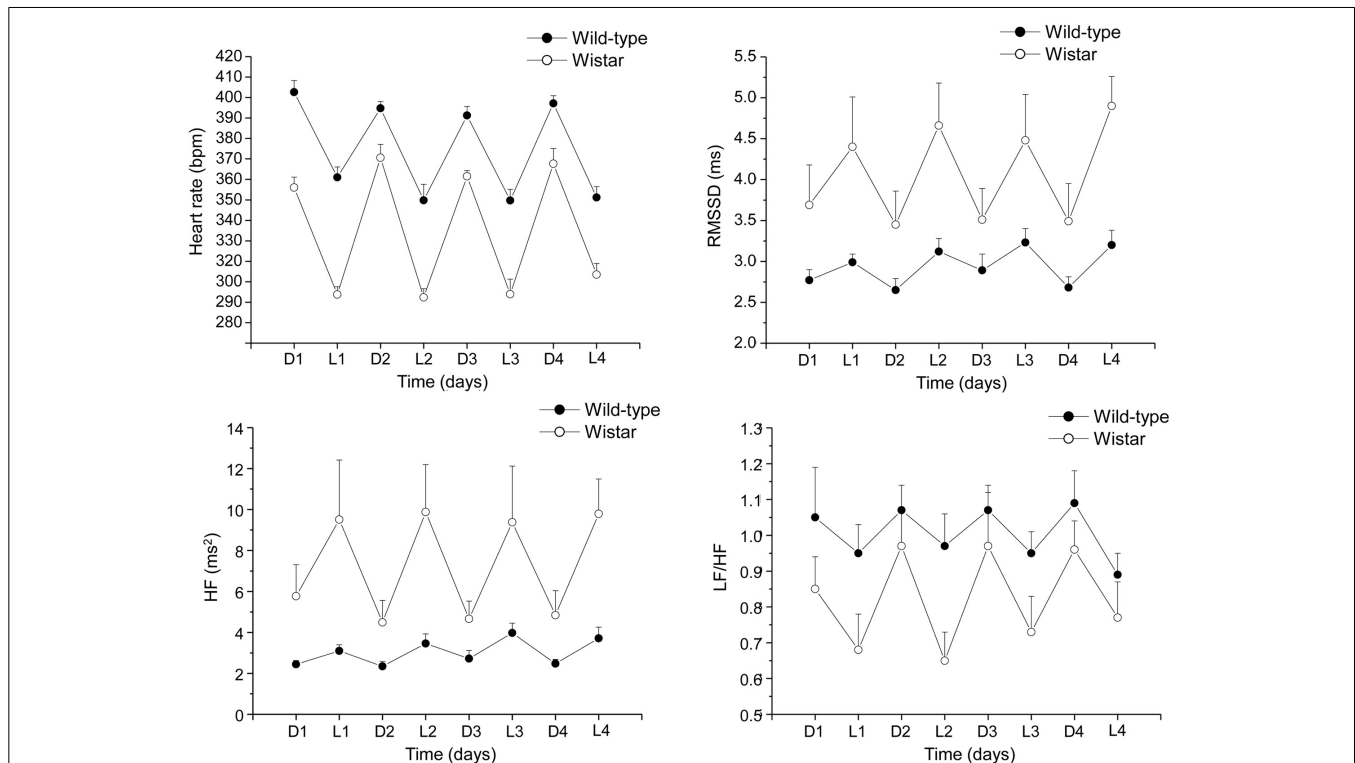 Wild-type
Wistar
420
410
400
390
380
370
360
350
340
330
320
310
300
290
280
Heart rate (bpm)
D1 L1 D2 L2 D3 L3 D4 L4
Time (days)
Wild-type
Wistar
5.5
5.0
4.5
4.0
3.5
3.0
2.5
2.0
RMSSD (ms)
D1 L1 D2 L2 D3 L3 D4 L4
Time (days)
Wild-type
Wistar
14
12
10
8
6
4
2
0
HF (ms²)
D1 L1 D2 L2 D3 L3 D4 L4
Time (days)
Wild-type
Wistar
1.3
1.2
1.1
1.0
0.9
0.8
0.7
0.6
0.5
LF/HF
D1 L1 D2 L2 D3 L3 D4 L4
Time (days)